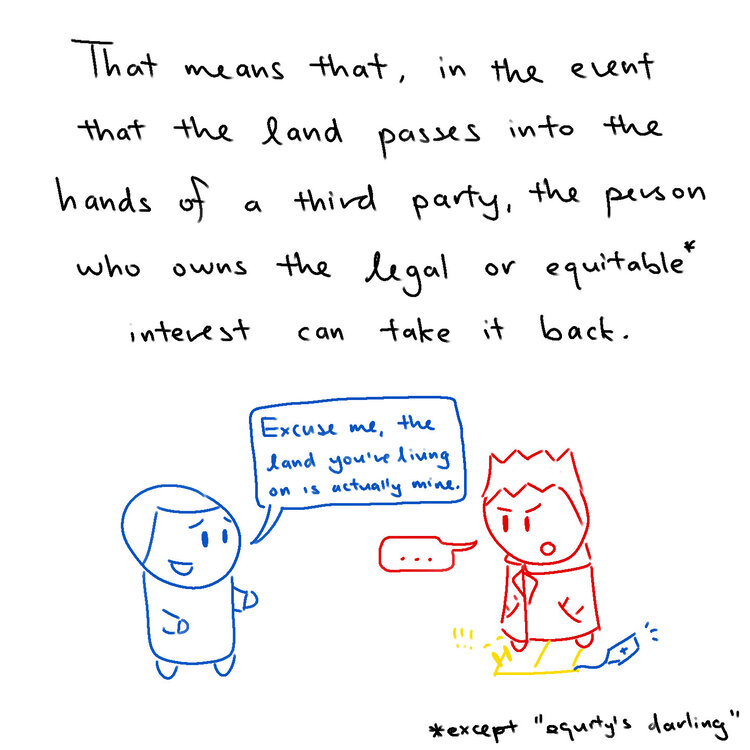 That means that, in the event
that the land passes into the
hands of a third party, the person
who owns the legal or equitable*
interest can take it back.
Excuse me, the
land you're living
on is actually mine.
...
!!!
*except "equity's darling"